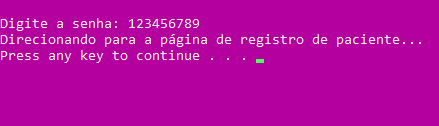 Digite a senha: 123456789
Direcionando para a página de registro de paciente...
Press any key to continue . . .